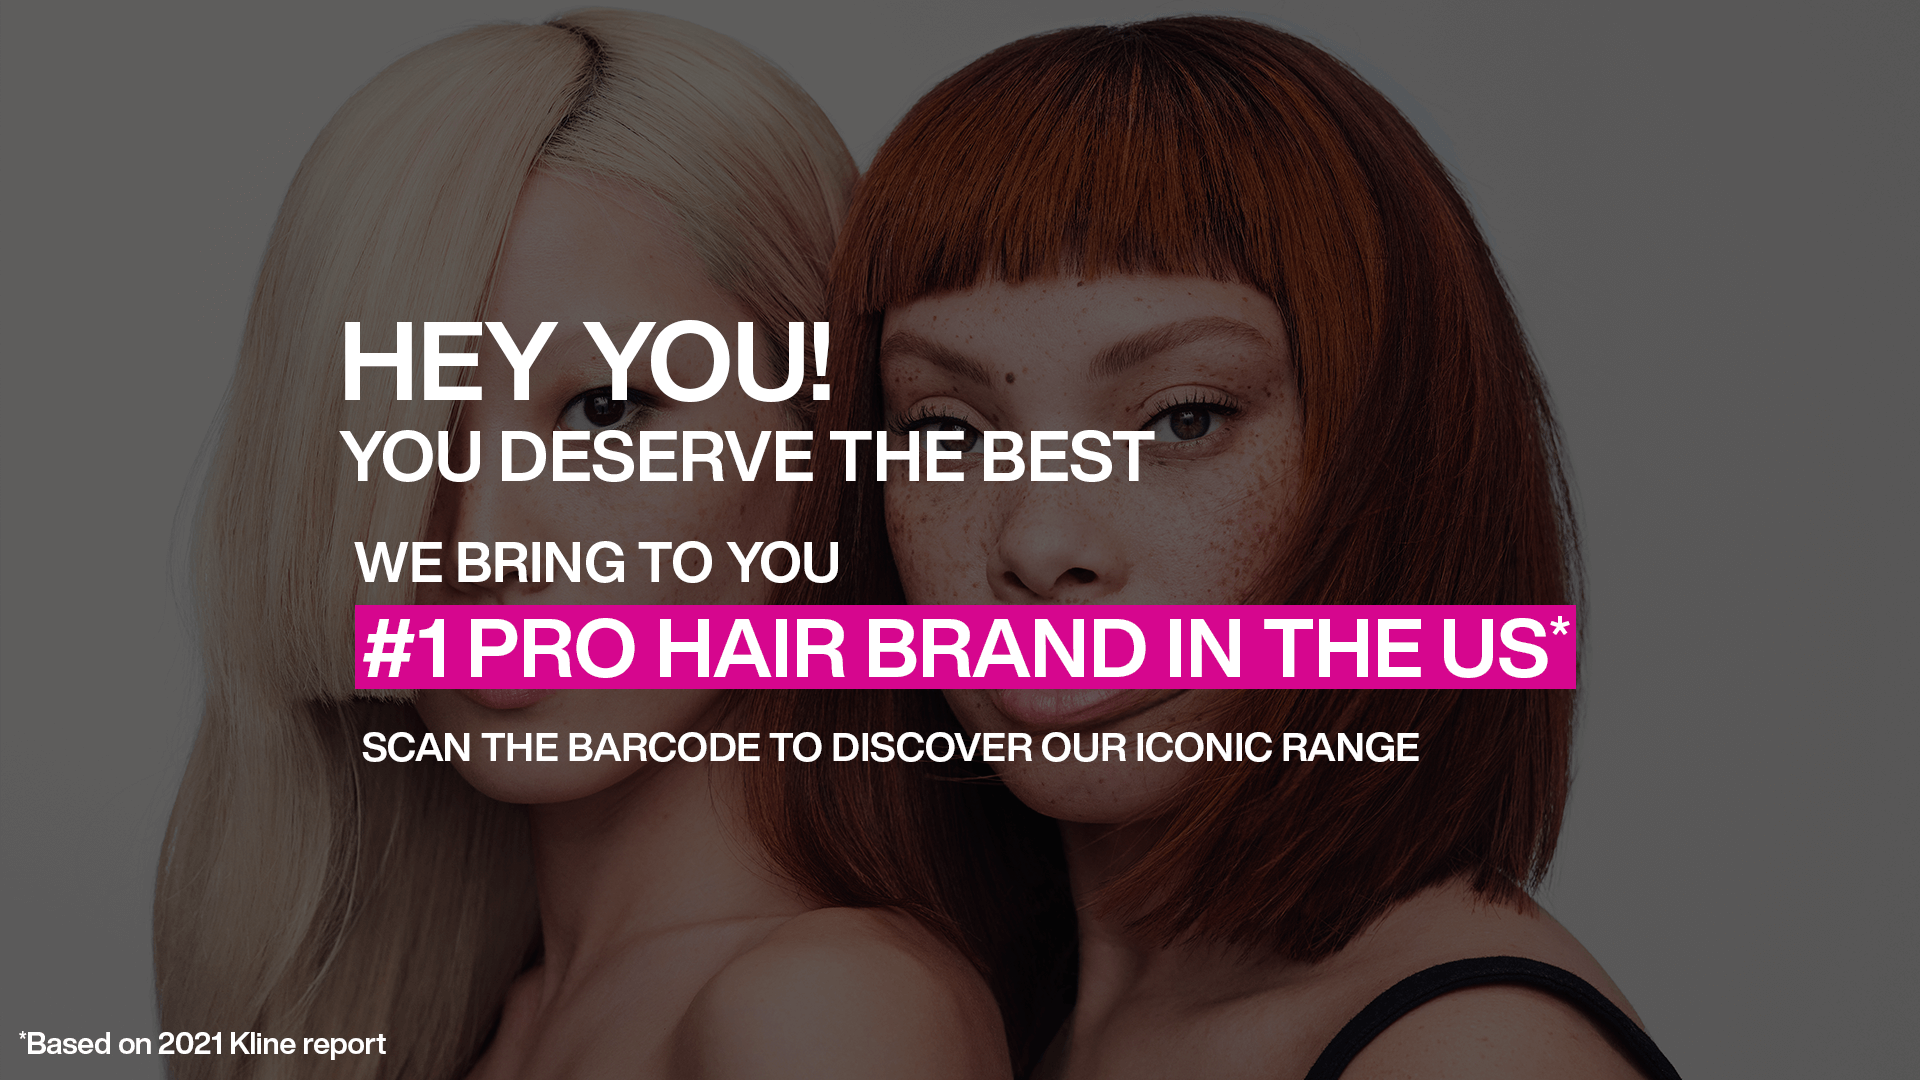 HEY YOU!
YOU DESERVE THE BEST
WE BRING TO YOU
#1 PRO HAIR BRAND IN THE US*
SCAN THE BARCODE TO DISCOVER OUR ICONIC RANGE
*Based on 2021 Kline report